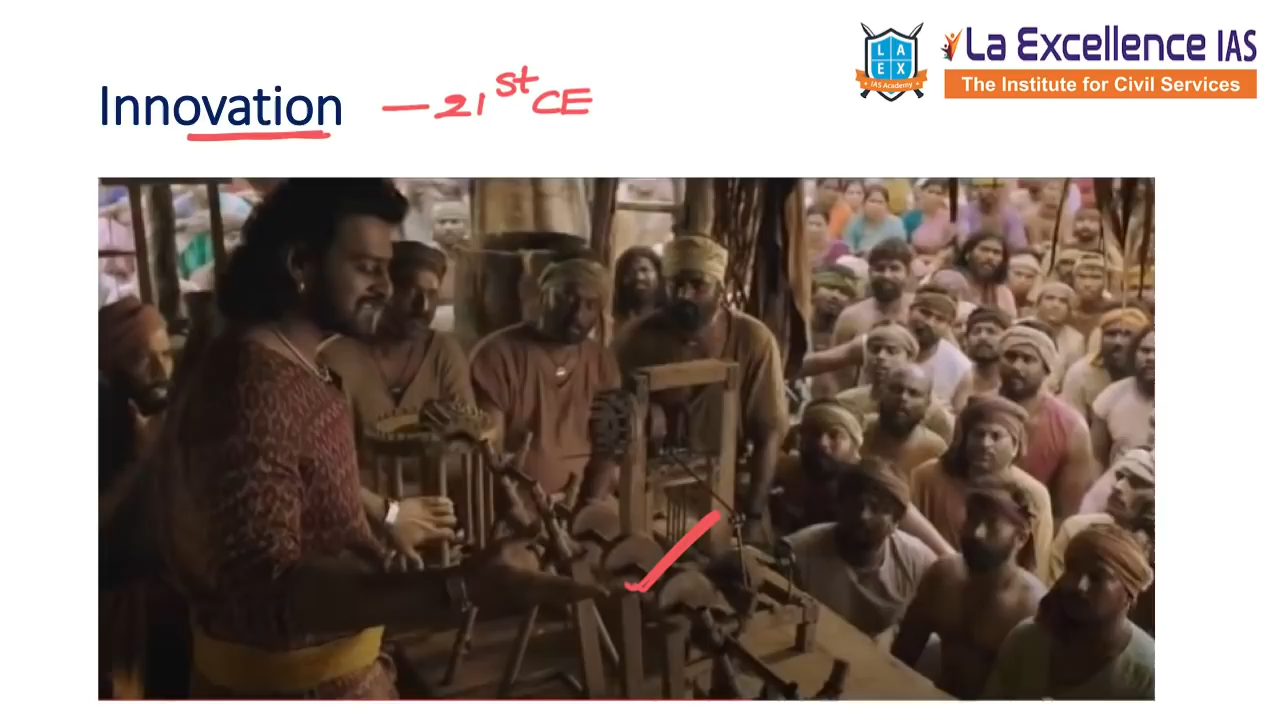 Innovation — 21st CE
LA
EX
IAS Academy
La Excellence IAS
The Institute for Civil Services